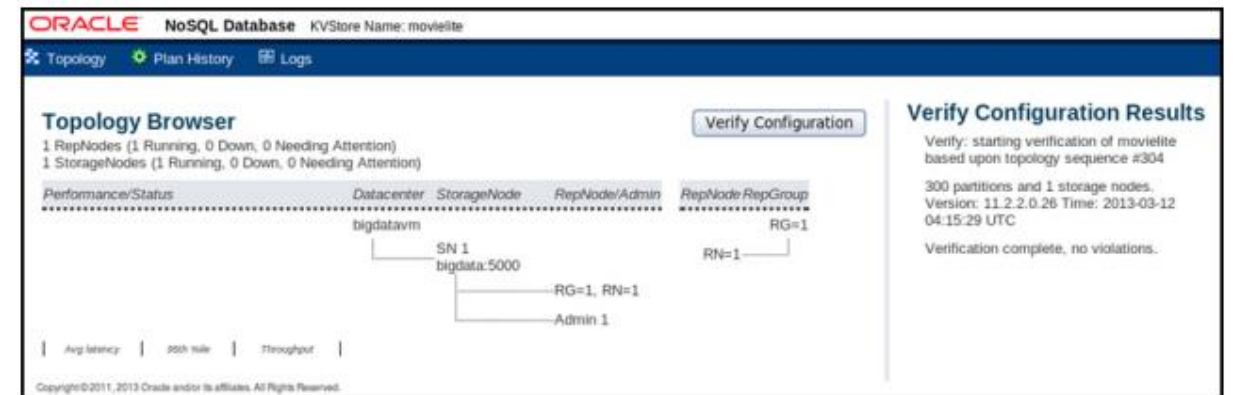 ORACLE NoSQL Database KVStore Name: movielite
Topology Plan History Logs
Topology Browser
1 RepNodes (1 Running, 0 Down, 0 Needing Attention)
1 StorageNodes (1 Running, 0 Down, 0 Needing Attention)
Verify Configuration
Performance/Status Datacenter StorageNode RepNode/Admin RepNode RepGroup
bigdatavm RG=1
SN 1
bigdata:5000
RN=1
RG=1, RN=1
Admin 1
Avg latency 95th %ile Throughput
Copyright©2011, 2013 Oracle and/or its affiliates. All Rights Reserved.
Verify Configuration Results
Verify: starting verification of movielite
based upon topology sequence #304
300 partitions and 1 storage nodes.
Version: 11.2.2.0.26 Time: 2013-03-12
04:15:29 UTC
Verification complete, no violations.